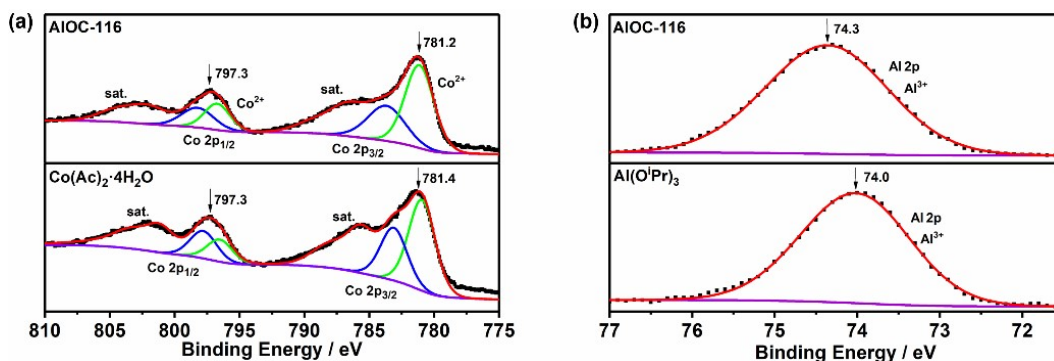 (a)
AlOC-116
781.2
797.3
Co²⁺
sat.
sat.
Co²⁺
Co 2p₁/₂
Co 2p₃/₂
Co(Ac)₂·4H₂O
781.4
797.3
sat.
sat.
Co 2p₁/₂
Co 2p₃/₂
810 805 800 795 790 785 780 775
Binding Energy / eV
(b)
AlOC-116
74.3
Al 2p
Al³⁺
Al(OⁱPr)₃
74.0
Al 2p
Al³⁺
77 76 75 74 73 72
Binding Energy / eV